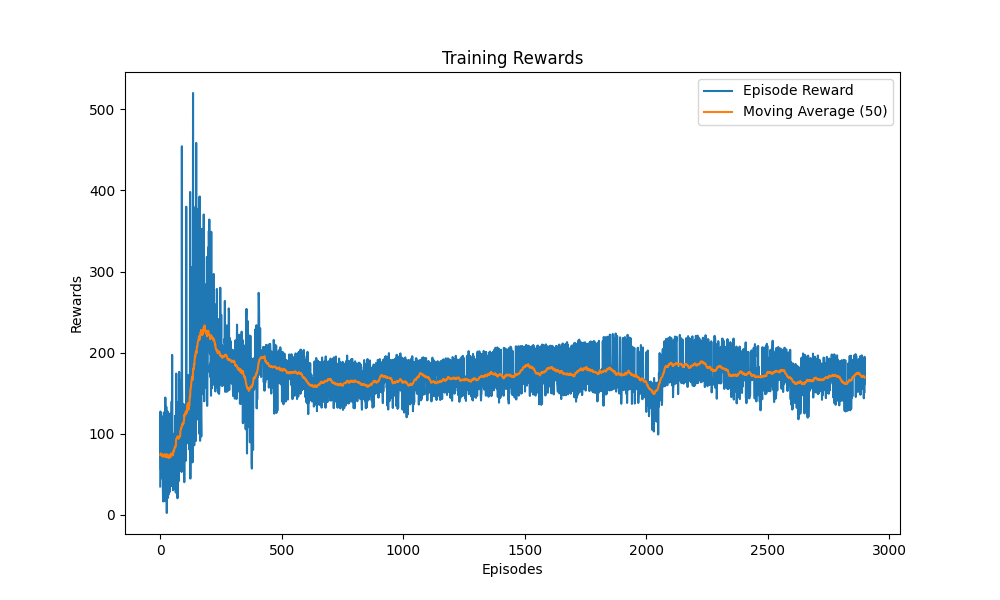 Training Rewards
Episode Reward
Moving Average (50)
500
400
300
200
100
0
Rewards
0 500 1000 1500 2000 2500 3000
Episodes